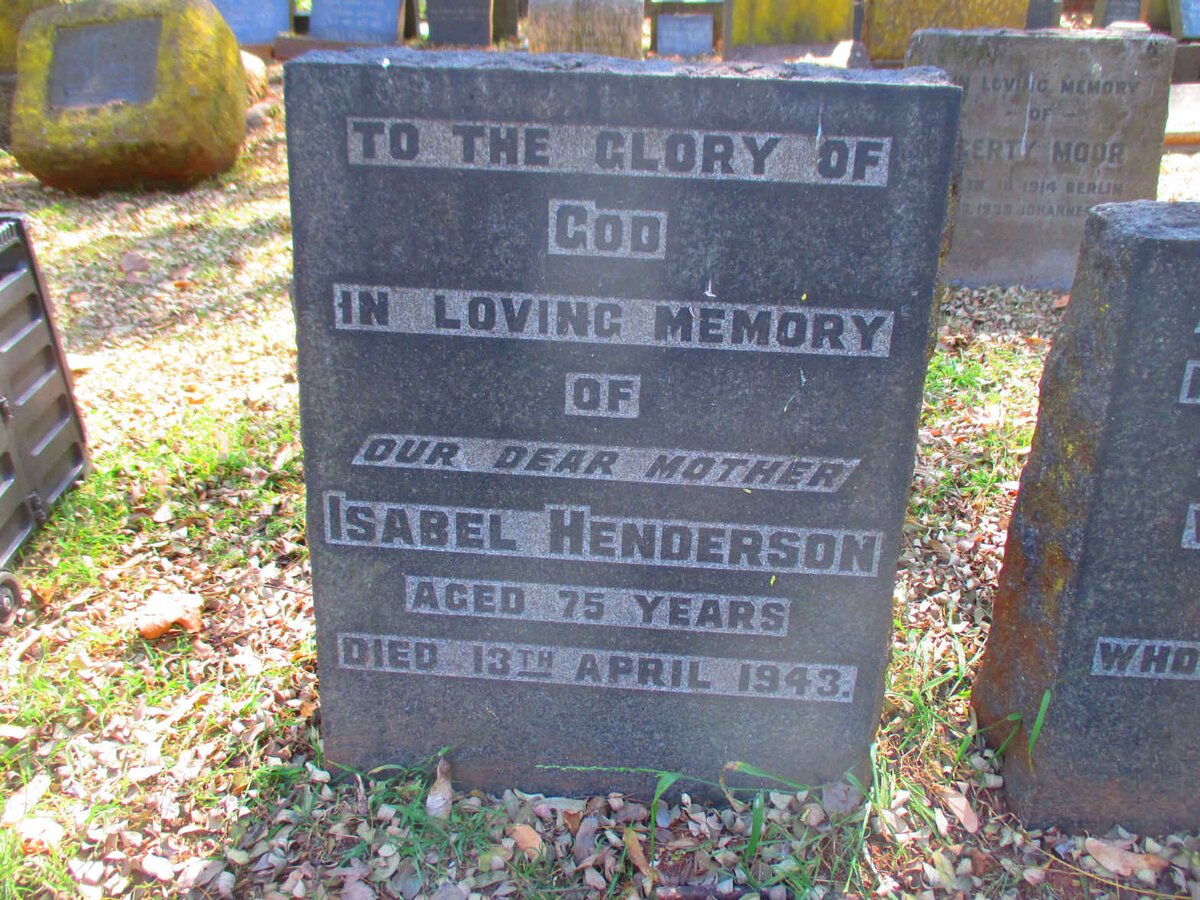 TO THE GLORY OF
GOD
IN LOVING MEMORY
OF
OUR DEAR MOTHER
ISABEL HENDERSON
AGED 75 YEARS
DIED 13TH APRIL 1943.
IN LOVING MEMORY
- OF -
MOOR
1914 BERLIN
1939
WHO